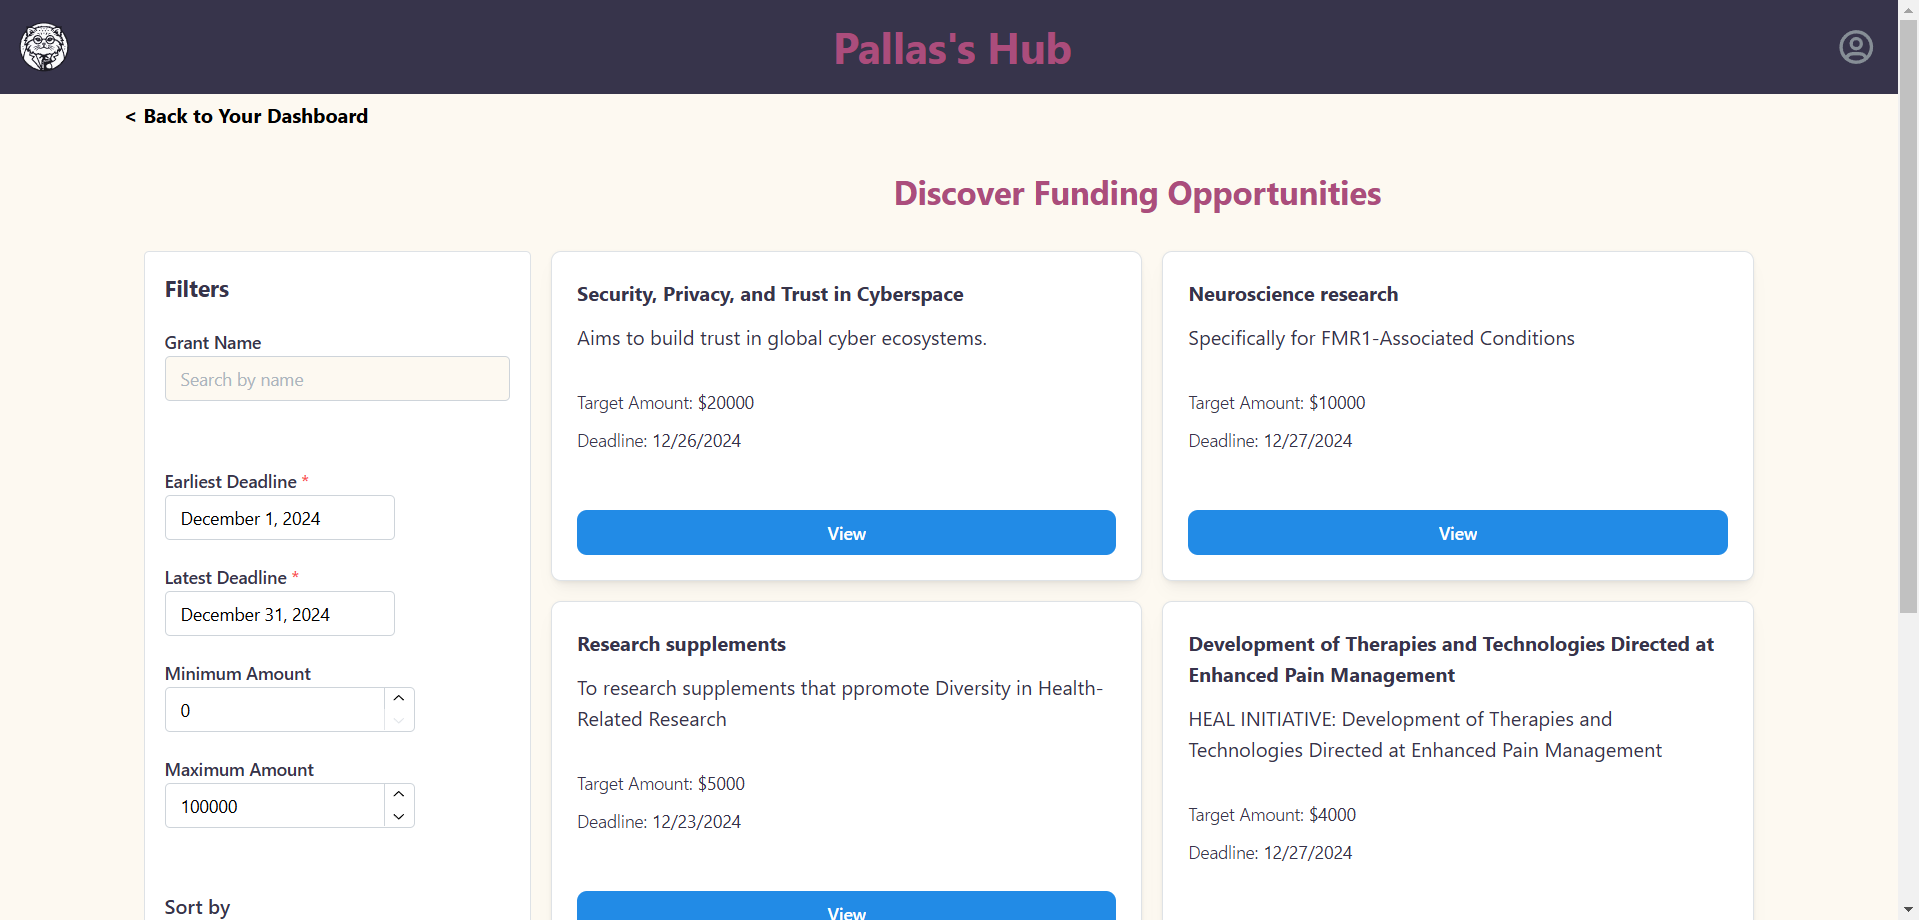 Pallas's Hub
< Back to Your Dashboard
Discover Funding Opportunities
Filters
Grant Name
Search by name
Earliest Deadline *
December 1, 2024
Latest Deadline *
December 31, 2024
Minimum Amount
0
Maximum Amount
100000
Sort by
Security, Privacy, and Trust in Cyberspace
Aims to build trust in global cyber ecosystems.
Target Amount: $20000
Deadline: 12/26/2024
View
Neuroscience research
Specifically for FMR1-Associated Conditions
Target Amount: $10000
Deadline: 12/27/2024
View
Research supplements
To research supplements that ppromote Diversity in Health-
Related Research
Target Amount: $5000
Deadline: 12/23/2024
View
Development of Therapies and Technologies Directed at
Enhanced Pain Management
HEAL INITIATIVE: Development of Therapies and
Technologies Directed at Enhanced Pain Management
Target Amount: $4000
Deadline: 12/27/2024